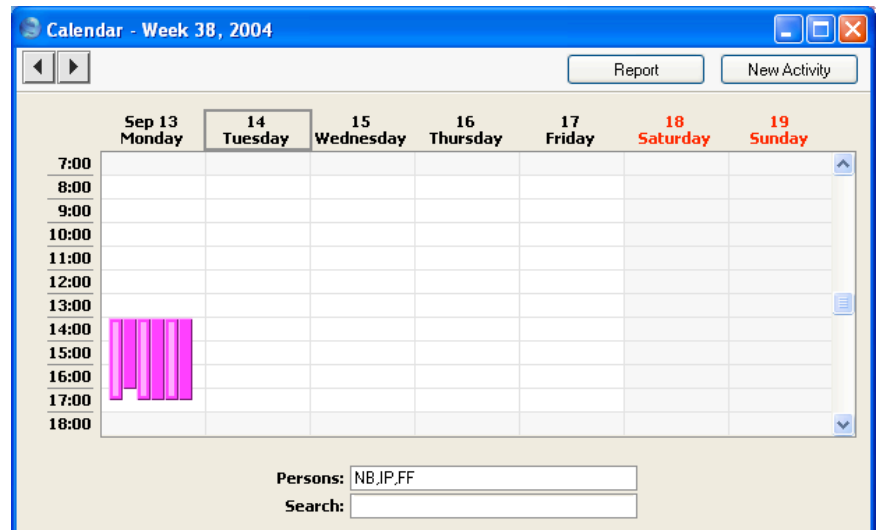 Calendar - Week 38, 2004
Report New Activity
Sep 13 14 15 16 17 18 19
Monday Tuesday Wednesday Thursday Friday Saturday Sunday
7:00
8:00
9:00
10:00
11:00
12:00
13:00
14:00
15:00
16:00
17:00
18:00
Persons: NB,IP,FF
Search: